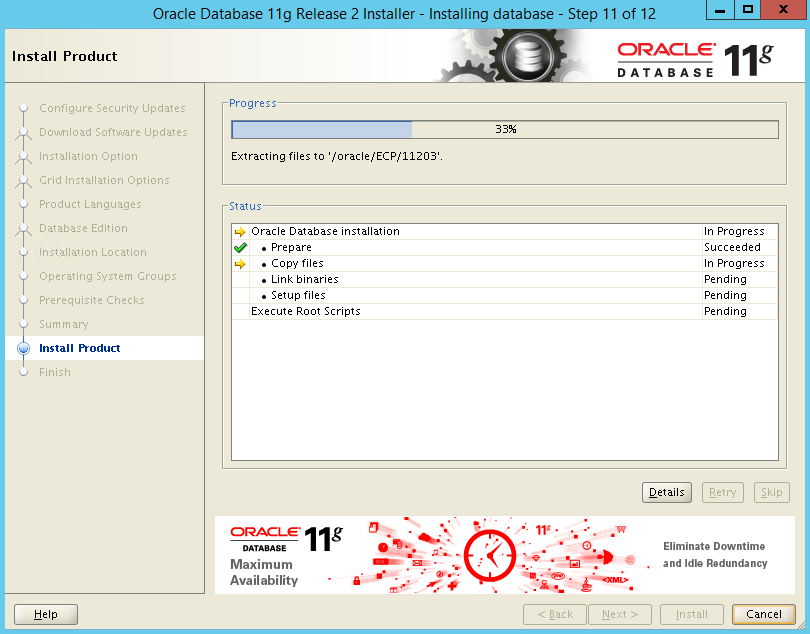 Oracle Database 11g Release 2 Installer - Installing database - Step 11 of 12
X
Install Product
ORACLE
DATABASE
11g
Configure Security Updates
Download Software Updates
Installation Option
Grid Installation Options
Product Languages
Database Edition
Installation Location
Operating System Groups
Prerequisite Checks
Summary
Install Product
Finish
Progress
33%
Extracting files to '/oracle/ECP/11203'.
Status
Oracle Database installation In Progress
• Prepare Succeeded
• Copy files In Progress
• Link binaries Pending
• Setup files Pending
Execute Root Scripts Pending
Details Retry Skip
ORACLE
DATABASE
11g
Maximum
Availability
11g
<XML>
Eliminate Downtime
and Idle Redundancy
Help < Back Next > Install Cancel